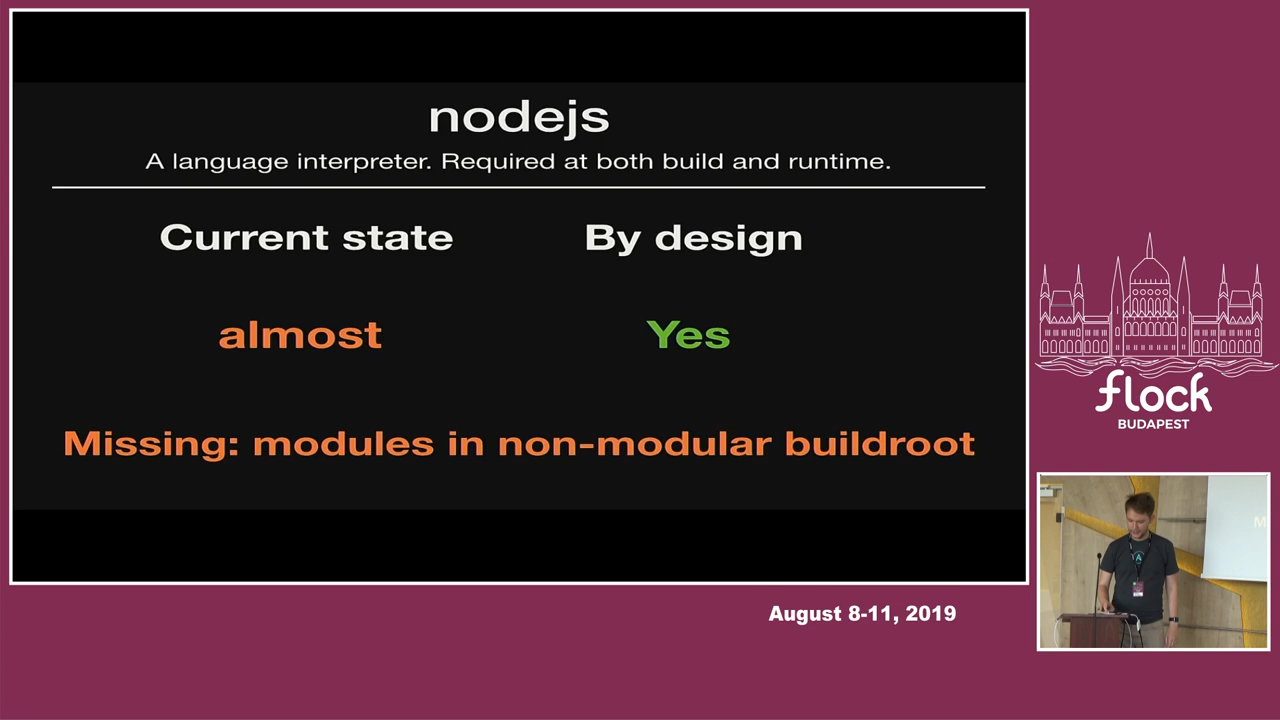 nodejs
A language interpreter. Required at both build and runtime.
Current state
By design
almost
Yes
Missing: modules in non-modular buildroot
flock
BUDAPEST
August 8-11, 2019
M